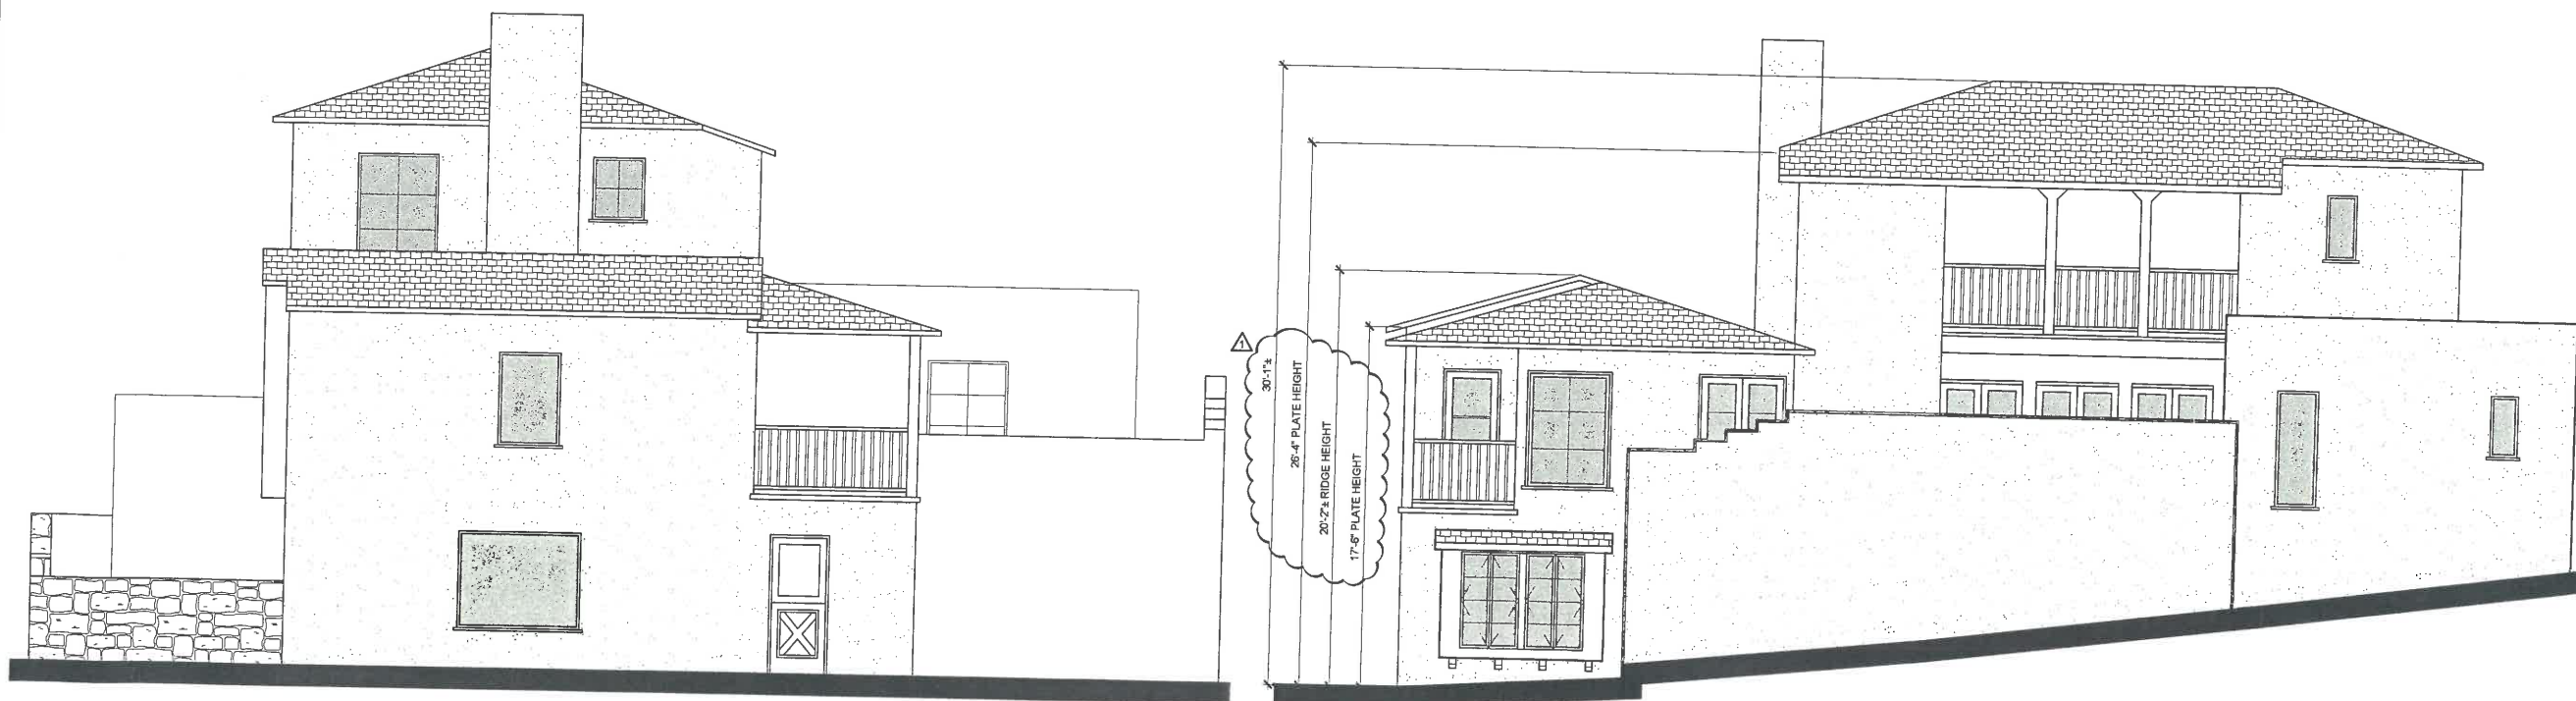 1
30'-1"±
26'-4" PLATE HEIGHT
20'-2"± RIDGE HEIGHT
17'-6" PLATE HEIGHT